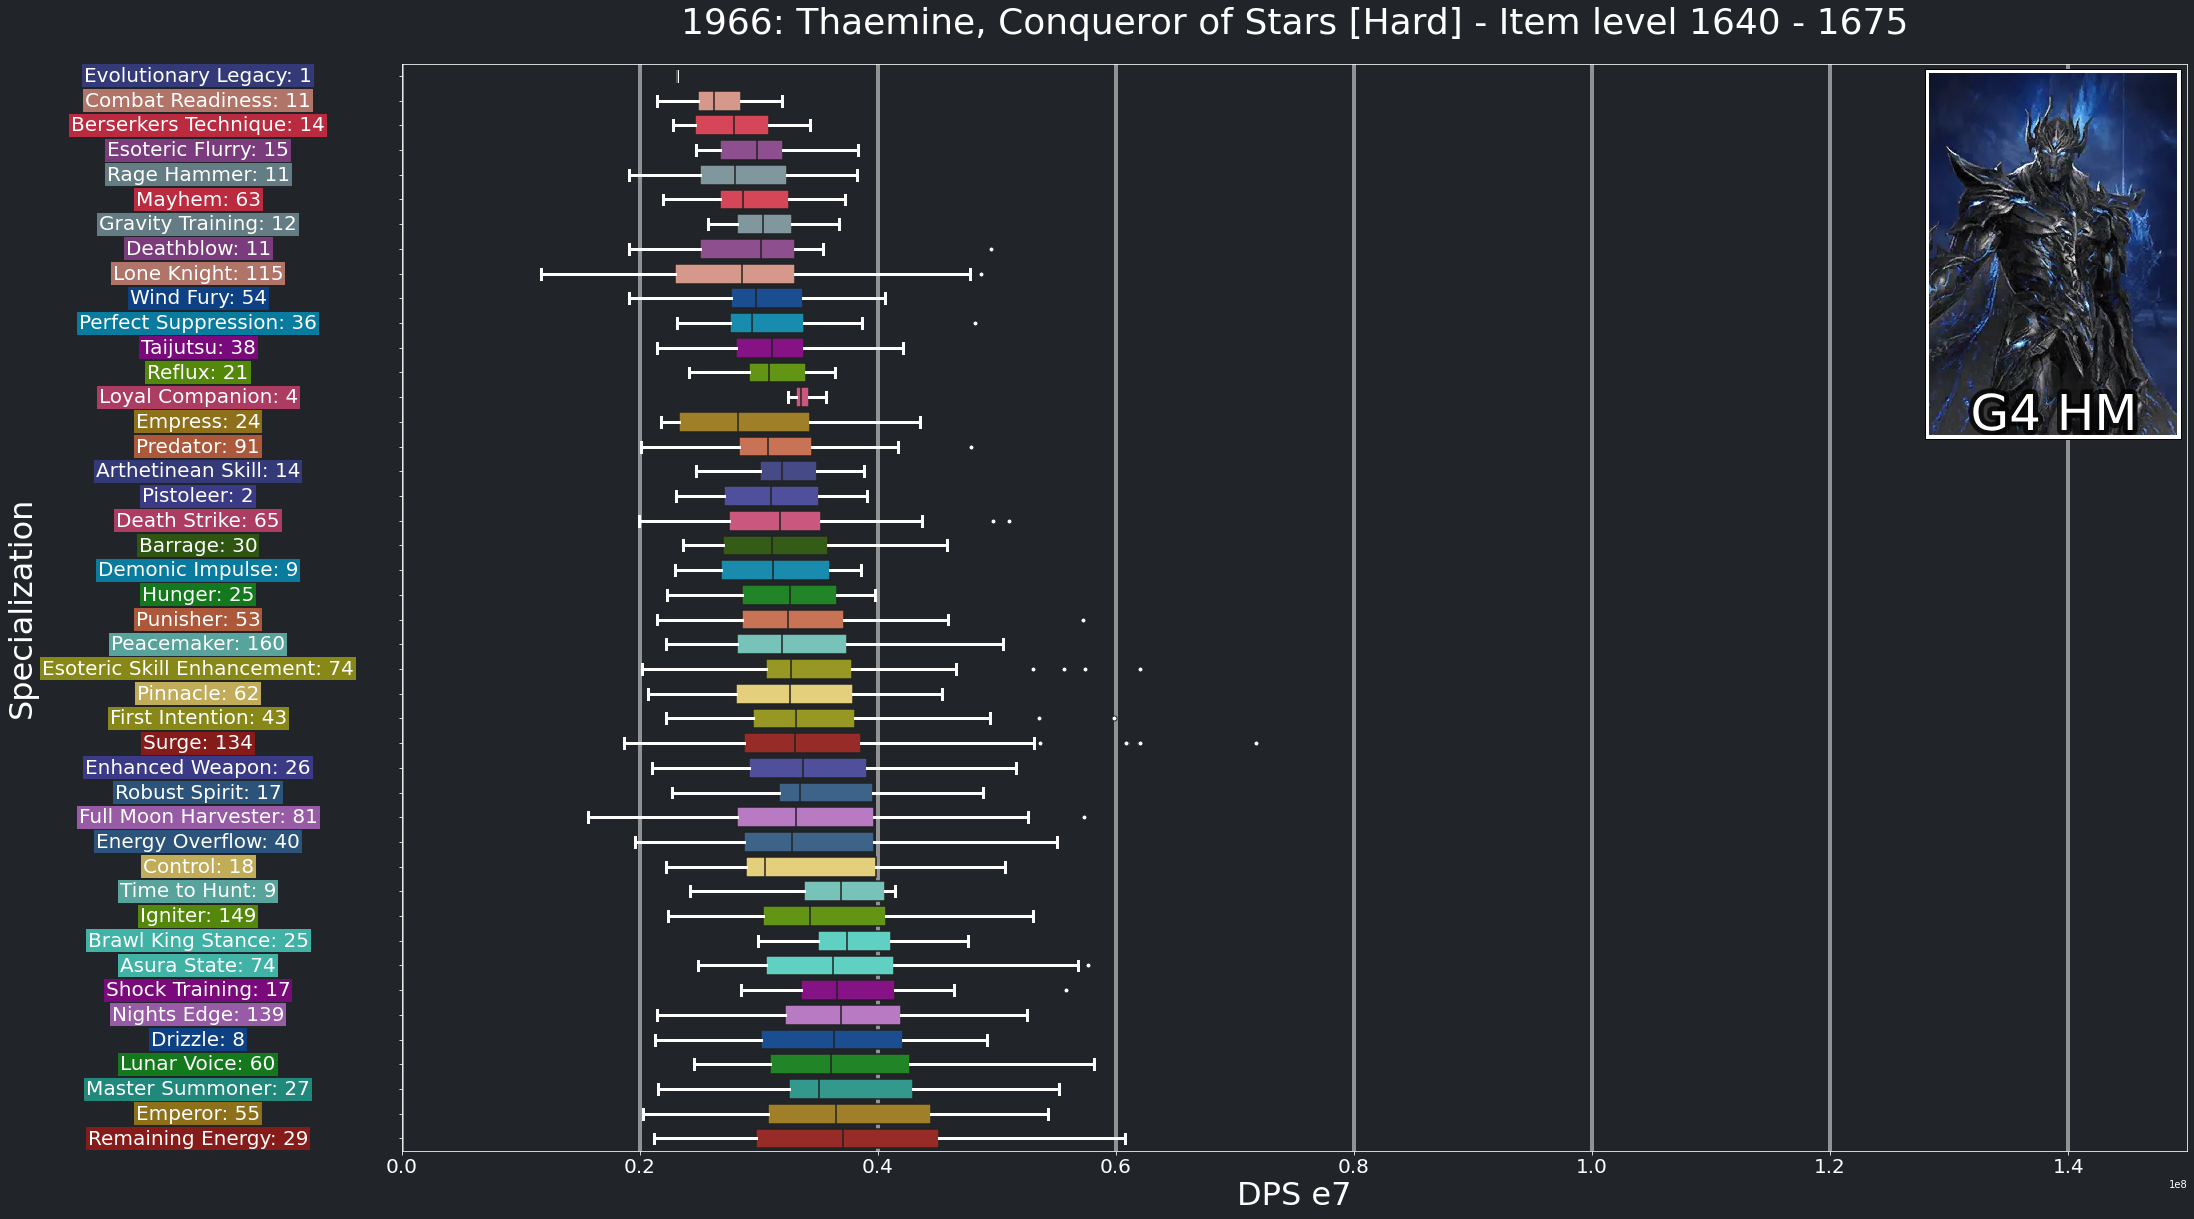 1966: Thaemine, Conqueror of Stars [Hard] - Item level 1640 - 1675
Evolutionary Legacy: 1
Combat Readiness: 11
Berserkers Technique: 14
Esoteric Flurry: 15
Rage Hammer: 11
Mayhem: 63
Gravity Training: 12
Deathblow: 11
Lone Knight: 115
Wind Fury: 54
Perfect Suppression: 36
Taijutsu: 38
Reflux: 21
Loyal Companion: 4
Empress: 24
Predator: 91
Arthetinean Skill: 14
Pistoleer: 2
Death Strike: 65
Barrage: 30
Demonic Impulse: 9
Hunger: 25
Punisher: 53
Peacemaker: 160
Esoteric Skill Enhancement: 74
Pinnacle: 62
First Intention: 43
Surge: 134
Enhanced Weapon: 26
Robust Spirit: 17
Full Moon Harvester: 81
Energy Overflow: 40
Control: 18
Time to Hunt: 9
Igniter: 149
Brawl King Stance: 25
Asura State: 74
Shock Training: 17
Nights Edge: 139
Drizzle: 8
Lunar Voice: 60
Master Summoner: 27
Emperor: 55
Remaining Energy: 29
Specialization
G4 HM
0.0 0.2 0.4 0.6 0.8 1.0 1.2 1.4
DPS e7
1e8